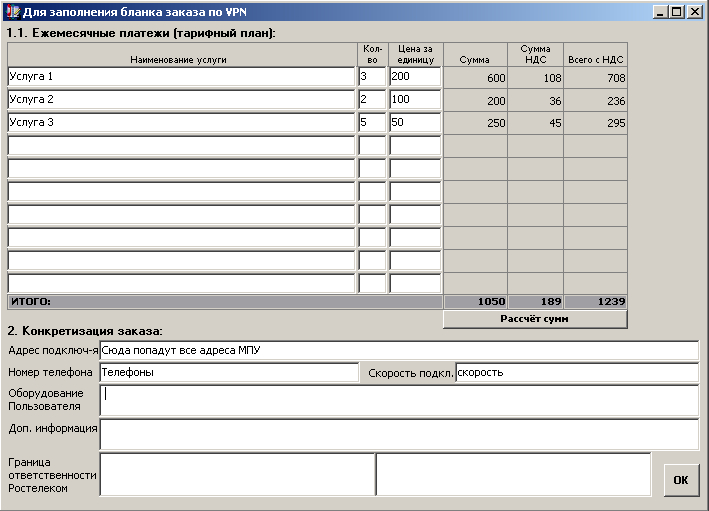 Для заполнения бланка заказа по VPN
1.1. Ежемесячные платежи (тарифный план):
Наименование услуги Кол-во Цена за единицу Сумма Сумма НДС Всего с НДС
Услуга 1 3 200 600 108 708
Услуга 2 2 100 200 36 236
Услуга 3 5 50 250 45 295
ИТОГО: 1050 189 1239
Рассчёт сумм
2. Конкретизация заказа:
Адрес подключ-я Сюда попадут все адреса МПУ
Номер телефона Телефоны Скорость подкл. скорость
Оборудование
Пользователя
Доп. информация
Граница
ответственности
Ростелеком
OK